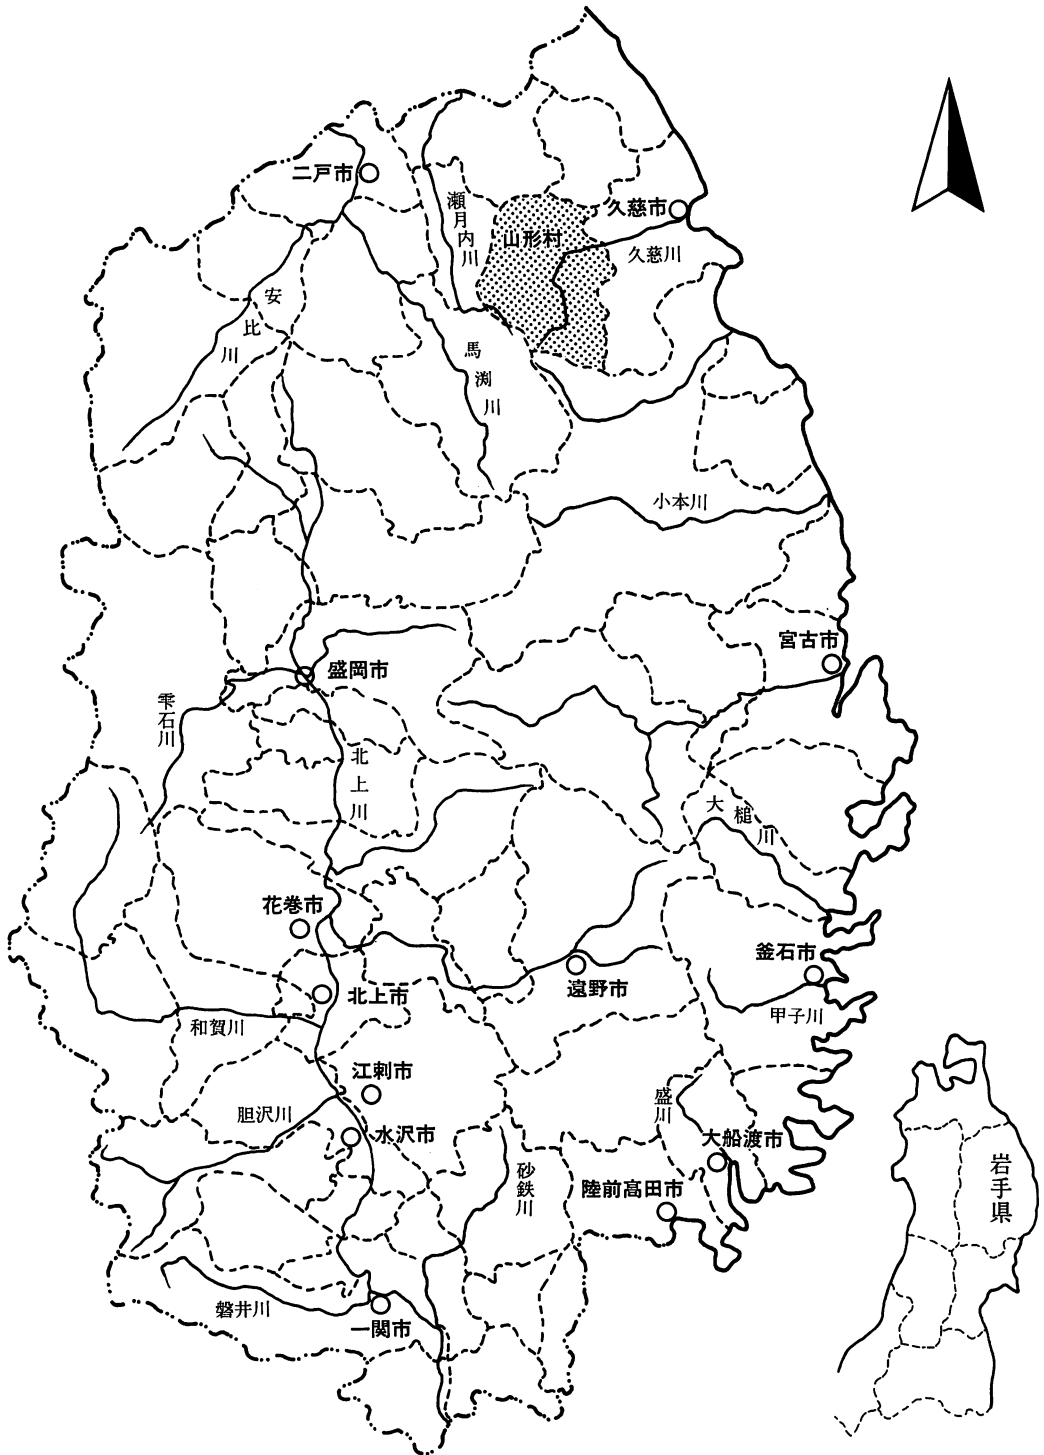 二戸市
瀬月内川
山形村
久慈市
久慈川
安比川
馬渕川
小本川
宮古市
盛岡市
雫石川
北上川
大槌川
花巻市
釜石市
遠野市
北上市
甲子川
和賀川
江刺市
盛川
胆沢川
水沢市
大船渡市
砂鉄川
陸前高田市
岩手県
磐井川
一関市